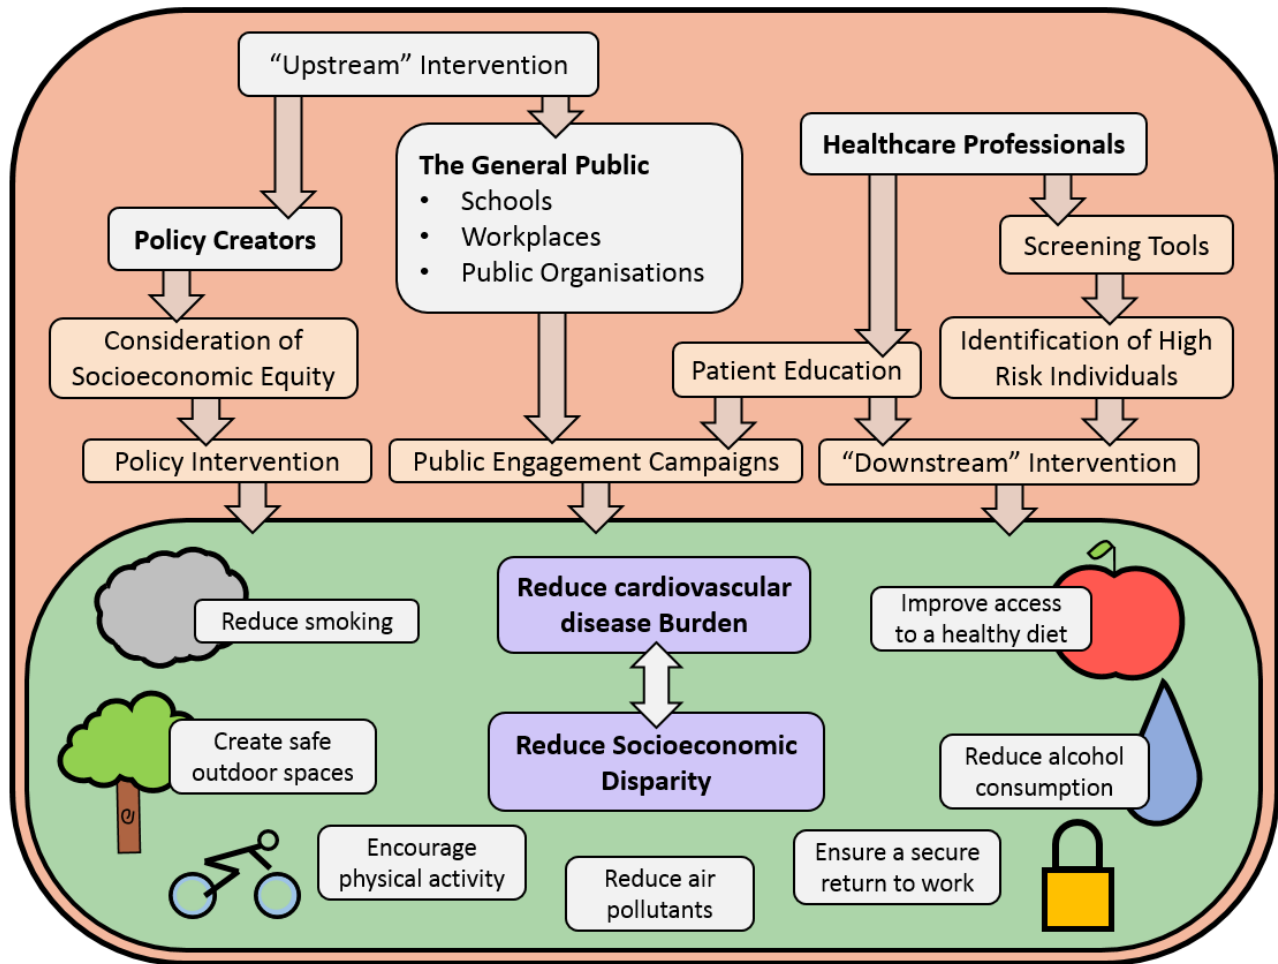 “Upstream” Intervention
The General Public
• Schools
• Workplaces
• Public Organisations
Healthcare Professionals
Policy Creators
Screening Tools
Consideration of
Socioeconomic Equity
Patient Education
Identification of High
Risk Individuals
Policy Intervention
Public Engagement Campaigns
“Downstream” Intervention
Reduce smoking
Reduce cardiovascular
disease Burden
Improve access
to a healthy diet
Create safe
outdoor spaces
Reduce Socioeconomic
Disparity
Reduce alcohol
consumption
Encourage
physical activity
Reduce air
pollutants
Ensure a secure
return to work